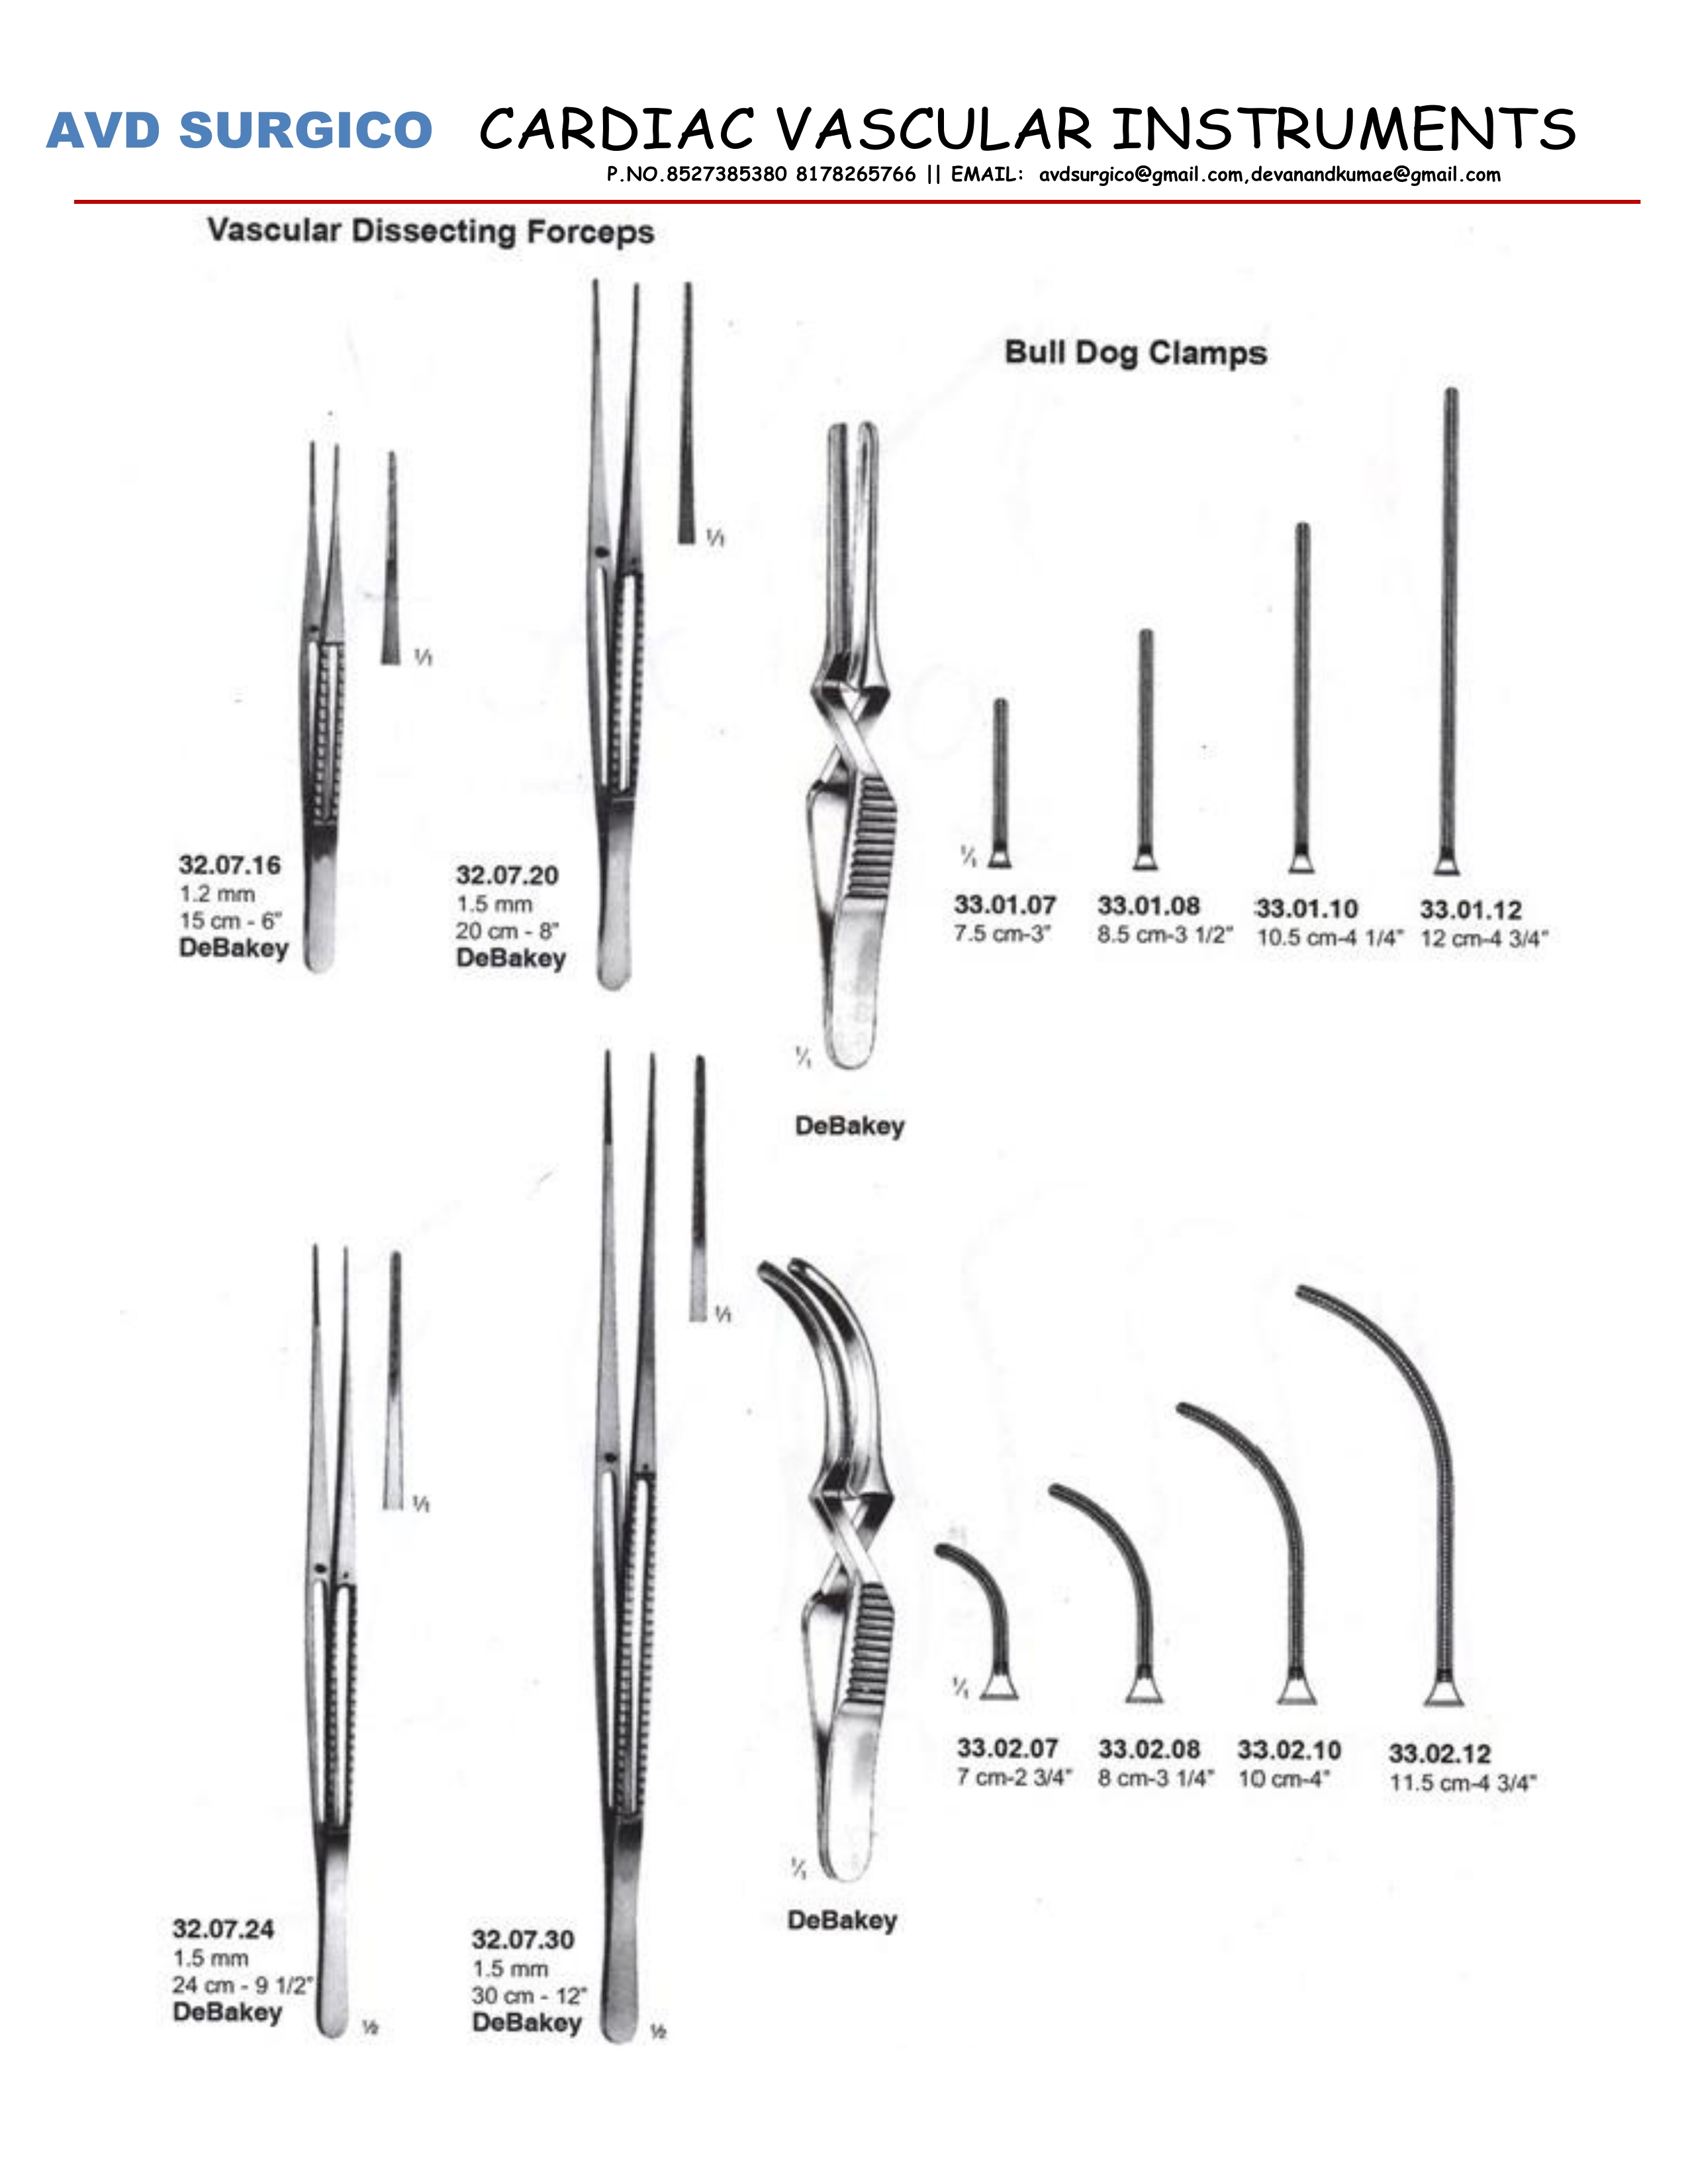 AVD SURGICO CARDIAC VASCULAR INSTRUMENTS
P.NO.8527385380 8178265766 || EMAIL: avdsurgico@gmail.com,devanandkumae@gmail.com
Vascular Dissecting Forceps
1/1
1/1
32.07.16
1.2 mm
15 cm - 6"
DeBakey
32.07.20
1.5 mm
20 cm - 8"
DeBakey
Bull Dog Clamps
1/1
DeBakey
1/1
33.01.07
7.5 cm-3"
33.01.08
8.5 cm-3 1/2"
33.01.10
10.5 cm-4 1/4"
33.01.12
12 cm-4 3/4"
1/1
1/1
32.07.24
1.5 mm
24 cm - 9 1/2"
DeBakey
1/2
32.07.30
1.5 mm
30 cm - 12"
DeBakey
1/2
1/1
DeBakey
1/1
33.02.07
7 cm-2 3/4"
33.02.08
8 cm-3 1/4"
33.02.10
10 cm-4"
33.02.12
11.5 cm-4 3/4"